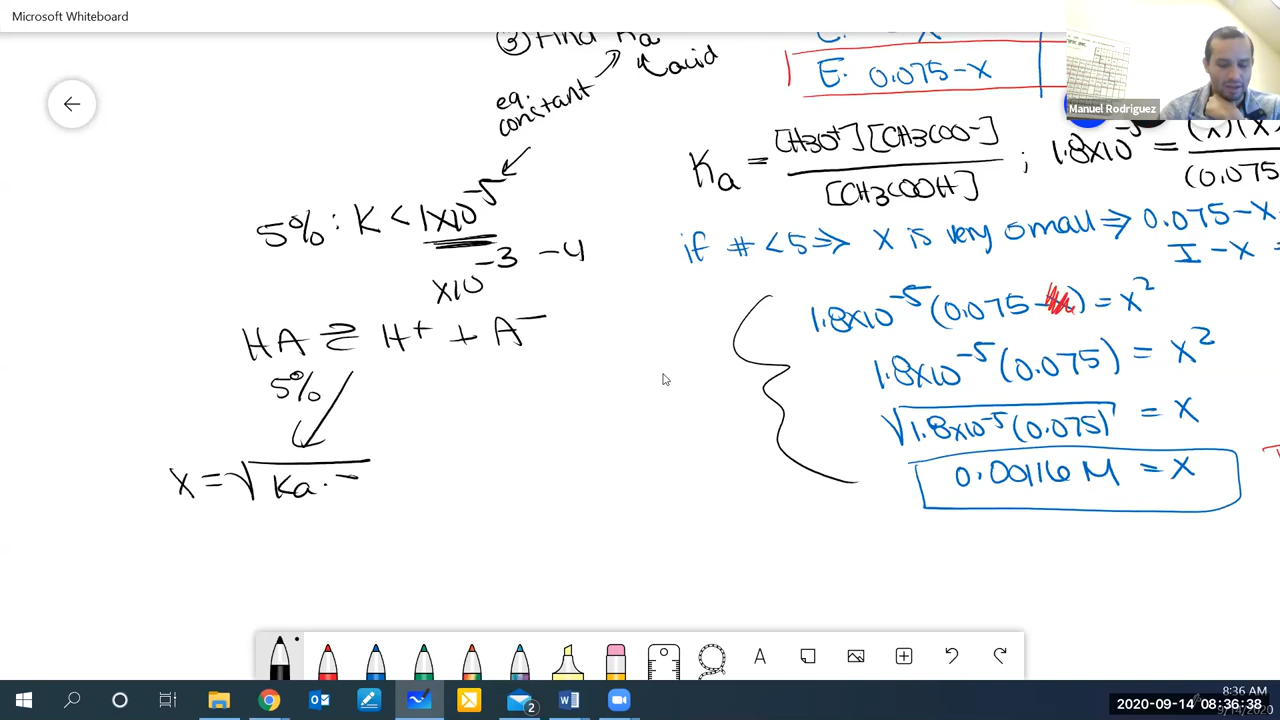 Microsoft Whiteboard
③ Find Ka
acid
eq.
constant
5% : K < 1x10⁻⁵
x10⁻³ -4
HA ⇌ H⁺ + A⁻
5%
X = √Ka·
E. 0.075-X
Manuel Rodriguez
Ka = [H3O⁺][CH3COO⁻] / [CH3COOH] ; 1.8x10⁻⁵ = (X)(X / (0.075
if # <5 ⇒ X is very small ⇒ 0.075-X
I - X =
1.8x10⁻⁵ (0.075- ) = X²
1.8x10⁻⁵ (0.075) = X²
√1.8x10⁻⁵(0.075) = X
0.00116 M = X
A
2
W
8:36 AM
2020-09-14 08:36:38